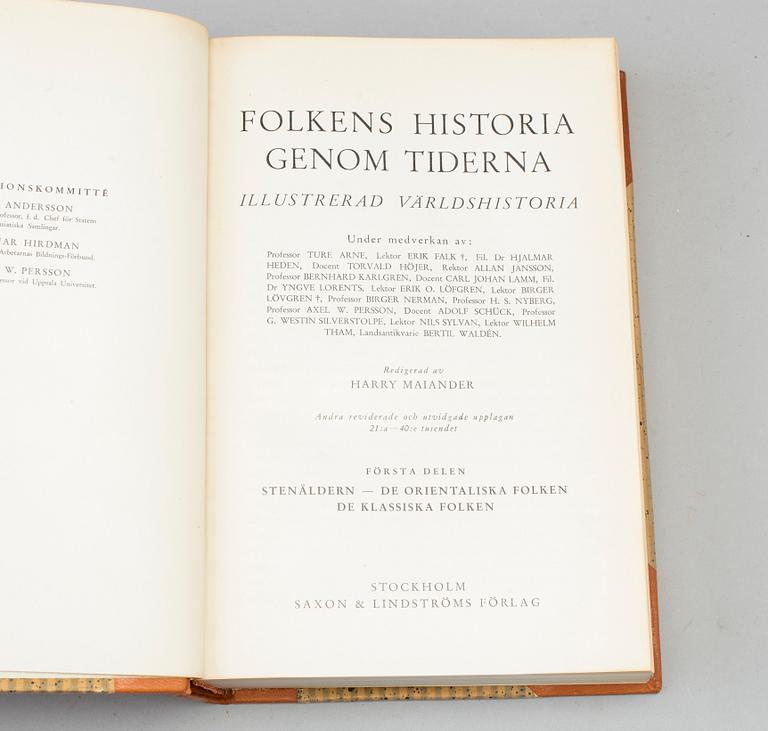 IONSKOMMITTÉ
ANDERSSON
ofessor, f. d. Chef för Statens
siatiska Samlingar.
AR HIRDMAN
Arbetarnas Bildnings-Förbund.
W. PERSSON
ssor vid Uppsala Universitet.
FOLKENS HISTORIA
GENOM TIDERNA
ILLUSTRERAD VÄRLDSHISTORIA
Under medverkan av:
Professor TURE ARNE, Lektor ERIK FALK †, Fil. Dr HJALMAR
HEDEN, Docent TORVALD HÖJER, Rektor ALLAN JANSSON,
Professor BERNHARD KARLGREN, Docent CARL JOHAN LAMM, Fil.
Dr YNGVE LORENTS, Lektor ERIK O. LÖFGREN, Lektor BIRGER
LÖVGREN †, Professor BIRGER NERMAN, Professor H. S. NYBERG,
Professor AXEL W. PERSSON, Docent ADOLF SCHÜCK, Professor
G. WESTIN SILVERSTOLPE, Lektor NILS SYLVAN, Lektor WILHELM
THAM, Landsantikvarie BERTIL WALDÉN.
Redigerad av
HARRY MAIANDER
Andra reviderade och utvidgade upplagan
21:a—40:e tusendet
FÖRSTA DELEN
STENÅLDERN — DE ORIENTALISKA FOLKEN
DE KLASSISKA FOLKEN
STOCKHOLM
SAXON & LINDSTRÖMS FÖRLAG